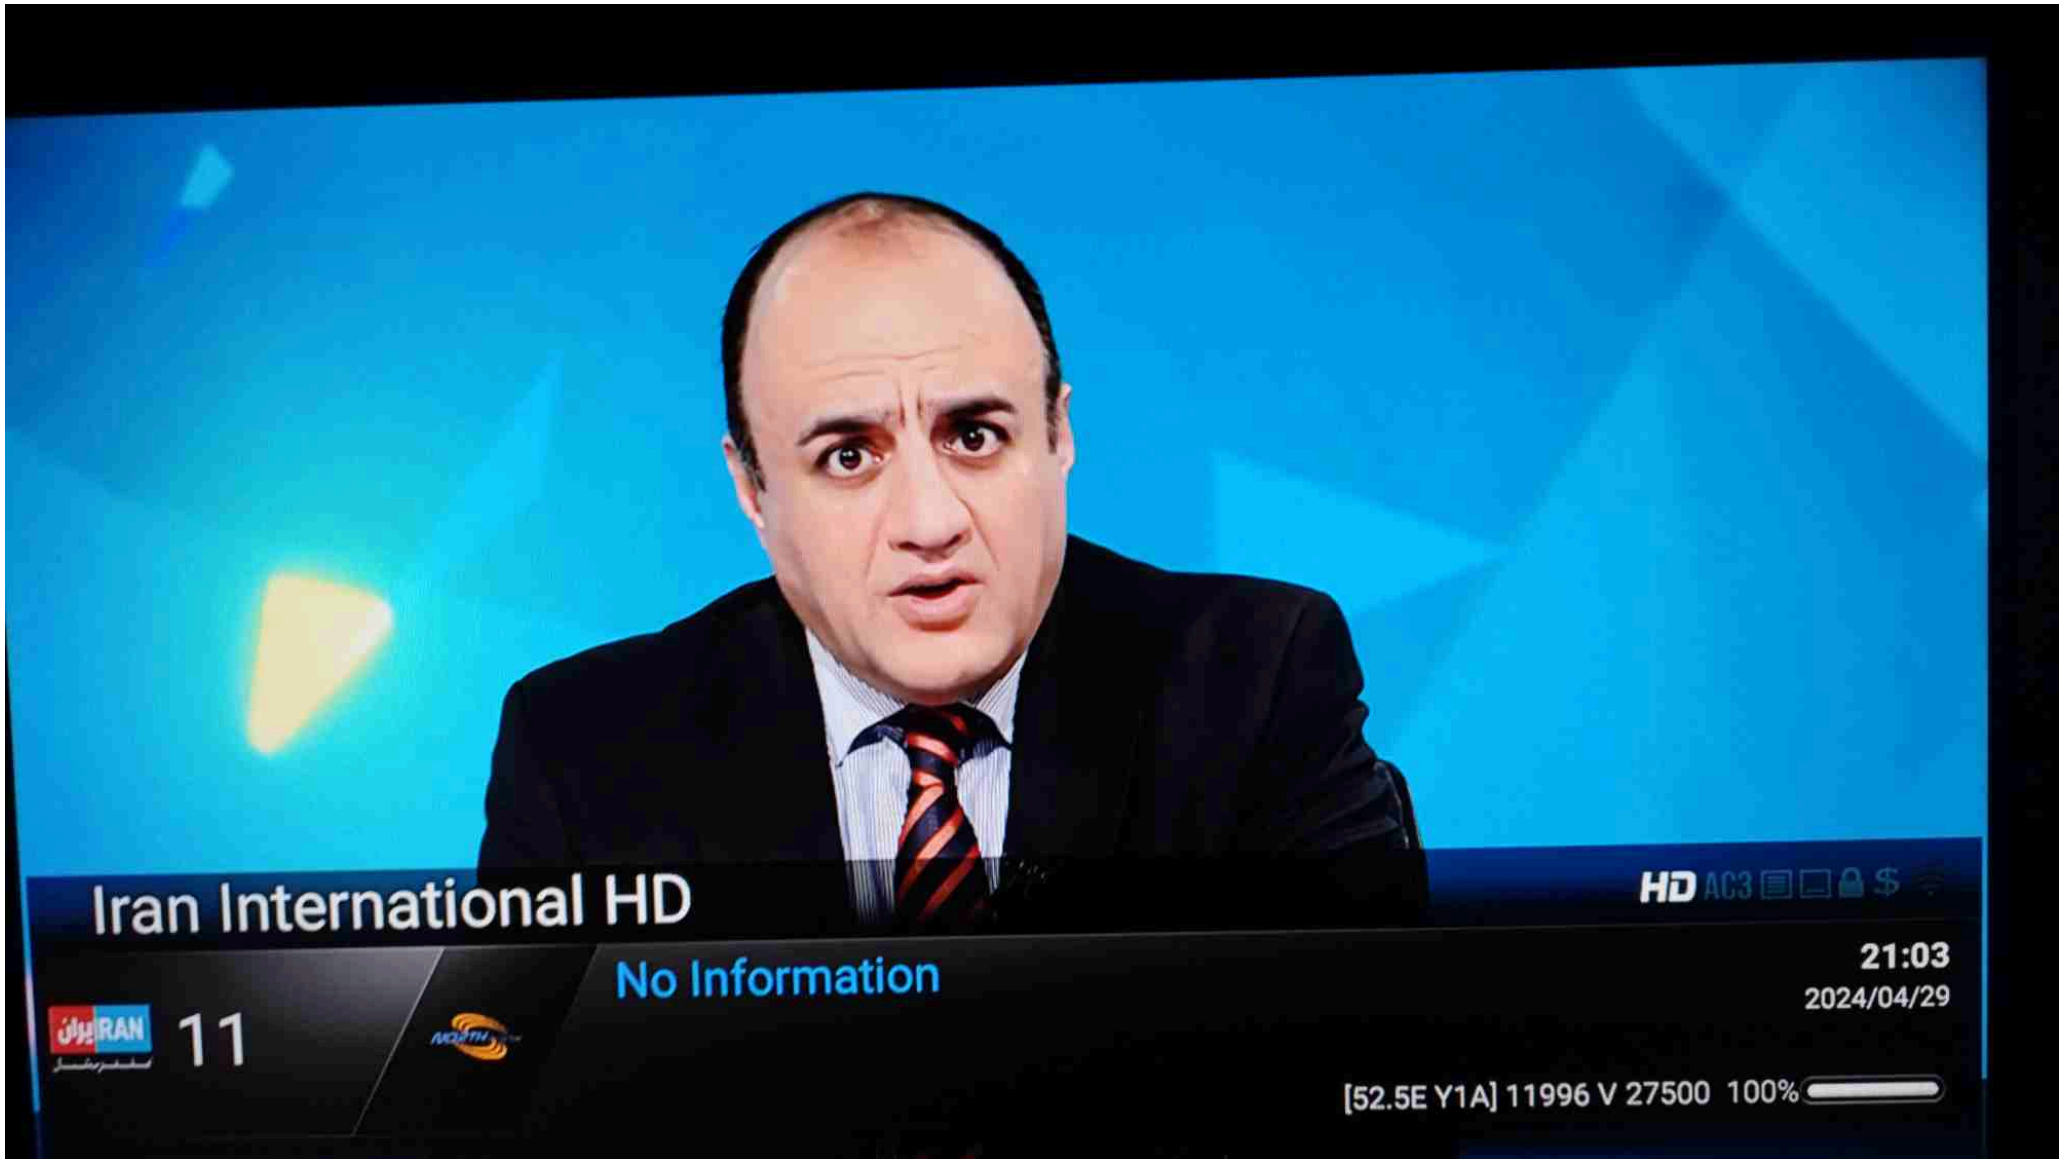 Iran International HD
HD AC3 $
No Information
21:03
2024/04/29
ایران IRAN
11
NORTH
[52.5E Y1A] 11996 V 27500 100%